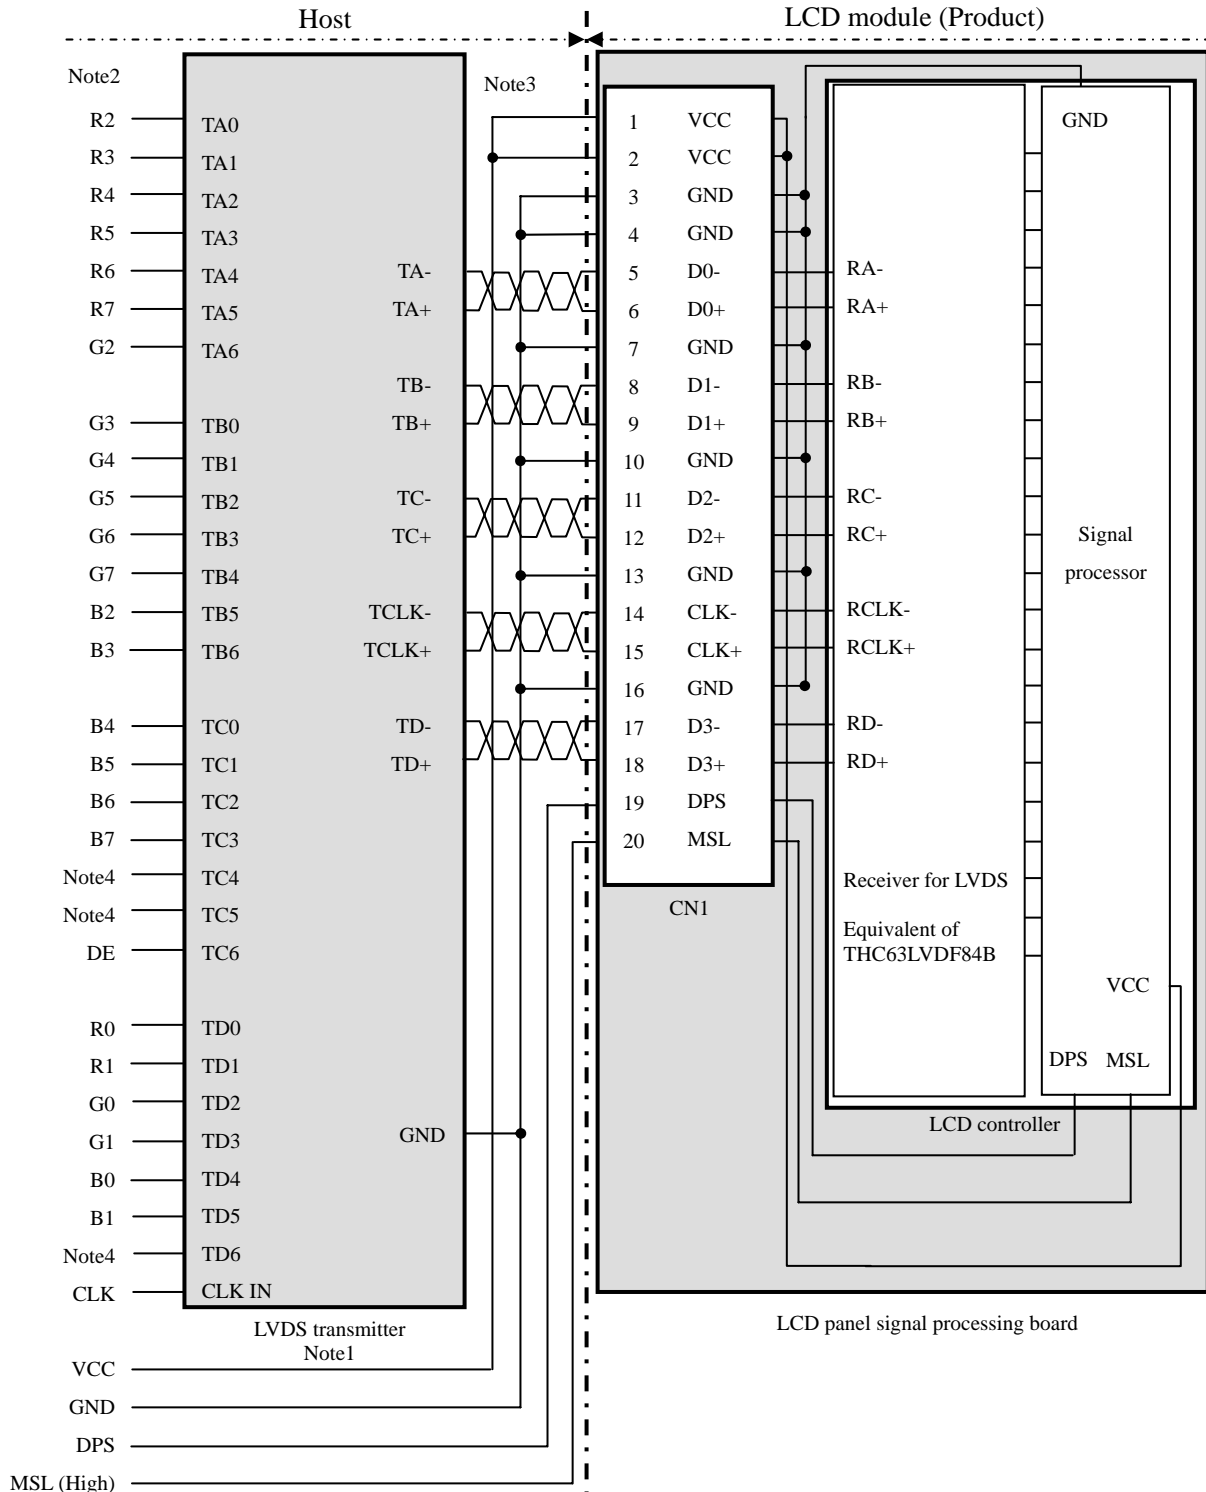 Host
LCD module (Product)
Note2
Note3
R2 TA0
R3 TA1
R4 TA2
R5 TA3
R6 TA4
R7 TA5
G2 TA6
G3 TB0
G4 TB1
G5 TB2
G6 TB3
G7 TB4
B2 TB5
B3 TB6
B4 TC0
B5 TC1
B6 TC2
B7 TC3
Note4 TC4
Note4 TC5
DE TC6
R0 TD0
R1 TD1
G0 TD2
G1 TD3
B0 TD4
B1 TD5
Note4 TD6
CLK CLK IN
TA-
TA+
TB-
TB+
TC-
TC+
TCLK-
TCLK+
TD-
TD+
GND
LVDS transmitter
Note1
VCC
GND
DPS
MSL (High)
1 VCC
2 VCC
3 GND
4 GND
5 D0-
6 D0+
7 GND
8 D1-
9 D1+
10 GND
11 D2-
12 D2+
13 GND
14 CLK-
15 CLK+
16 GND
17 D3-
18 D3+
19 DPS
20 MSL
CN1
RA-
RA+
RB-
RB+
RC-
RC+
RCLK-
RCLK+
RD-
RD+
Receiver for LVDS
Equivalent of
THC63LVDF84B
GND
Signal
processor
VCC
DPS MSL
LCD controller
LCD panel signal processing board